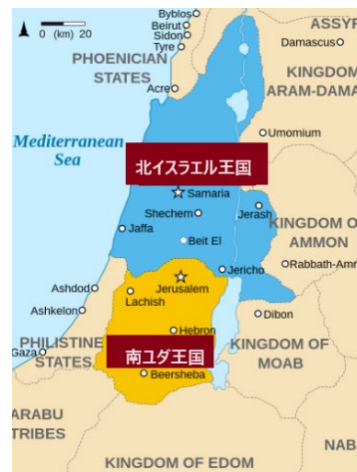 Byblos
Beirut
Sidon
Tyre
0 (km) 20
ASSYR
Damascus
PHOENICIAN
STATES
KINGDOM
ARAM-DAMA
Acre
Umomium
Mediterranean
Sea
北イスラエル王国
Samaria
Shechem
Jerash
Jaffa
KINGDOM O
AMMON
Beit El
Jericho
Rabbath-Amm
Ashdod
Jerusalem
Lachish
Ashkelon
Dibon
Hebron
PHILISTINE
STATES
Gaza
KINGDOM OF
MOAB
南ユダ王国
Beersheba
ARABU
TRIBES
NAB
KINGDOM OF EDOM